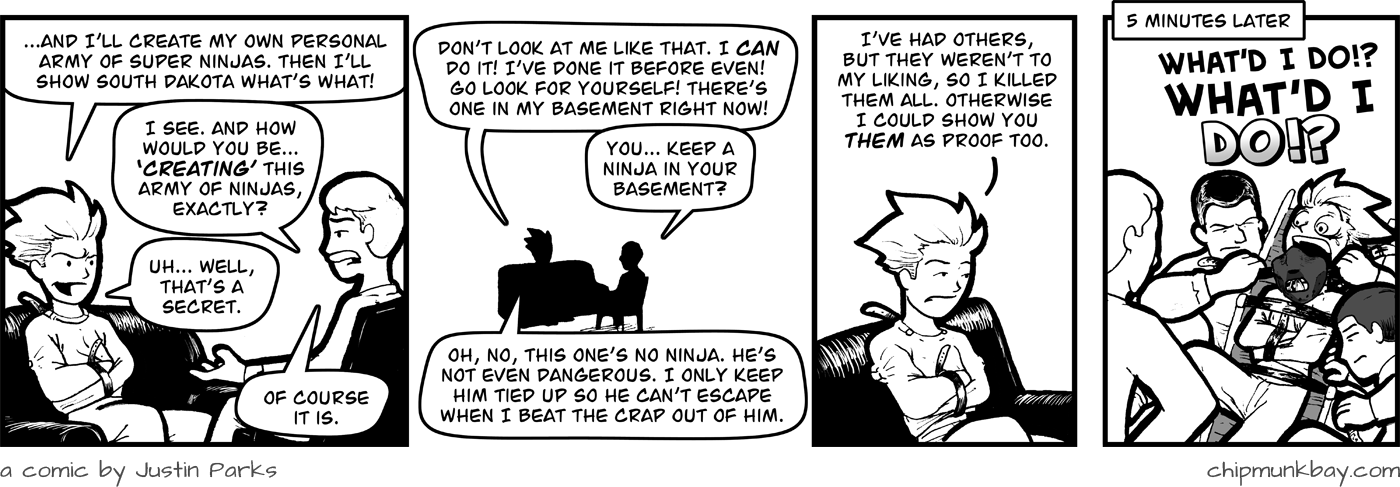 ...AND I'LL CREATE MY OWN PERSONAL
ARMY OF SUPER NINJAS. THEN I'LL
SHOW SOUTH DAKOTA WHAT'S WHAT!
I SEE. AND HOW
WOULD YOU BE...
'CREATING' THIS
ARMY OF NINJAS,
EXACTLY?
UH... WELL,
THAT'S A
SECRET.
OF COURSE
IT IS.
DON'T LOOK AT ME LIKE THAT. I CAN
DO IT! I'VE DONE IT BEFORE EVEN!
GO LOOK FOR YOURSELF! THERE'S
ONE IN MY BASEMENT RIGHT NOW!
YOU... KEEP A
NINJA IN YOUR
BASEMENT?
OH, NO, THIS ONE'S NO NINJA. HE'S
NOT EVEN DANGEROUS. I ONLY KEEP
HIM TIED UP SO HE CAN'T ESCAPE
WHEN I BEAT THE CRAP OUT OF HIM.
I'VE HAD OTHERS,
BUT THEY WEREN'T TO
MY LIKING, SO I KILLED
THEM ALL. OTHERWISE
I COULD SHOW YOU
THEM AS PROOF TOO.
5 MINUTES LATER
WHAT'D I DO!?
WHAT'D I
DO!?
a comic by Justin Parks
chipmunkbay.com